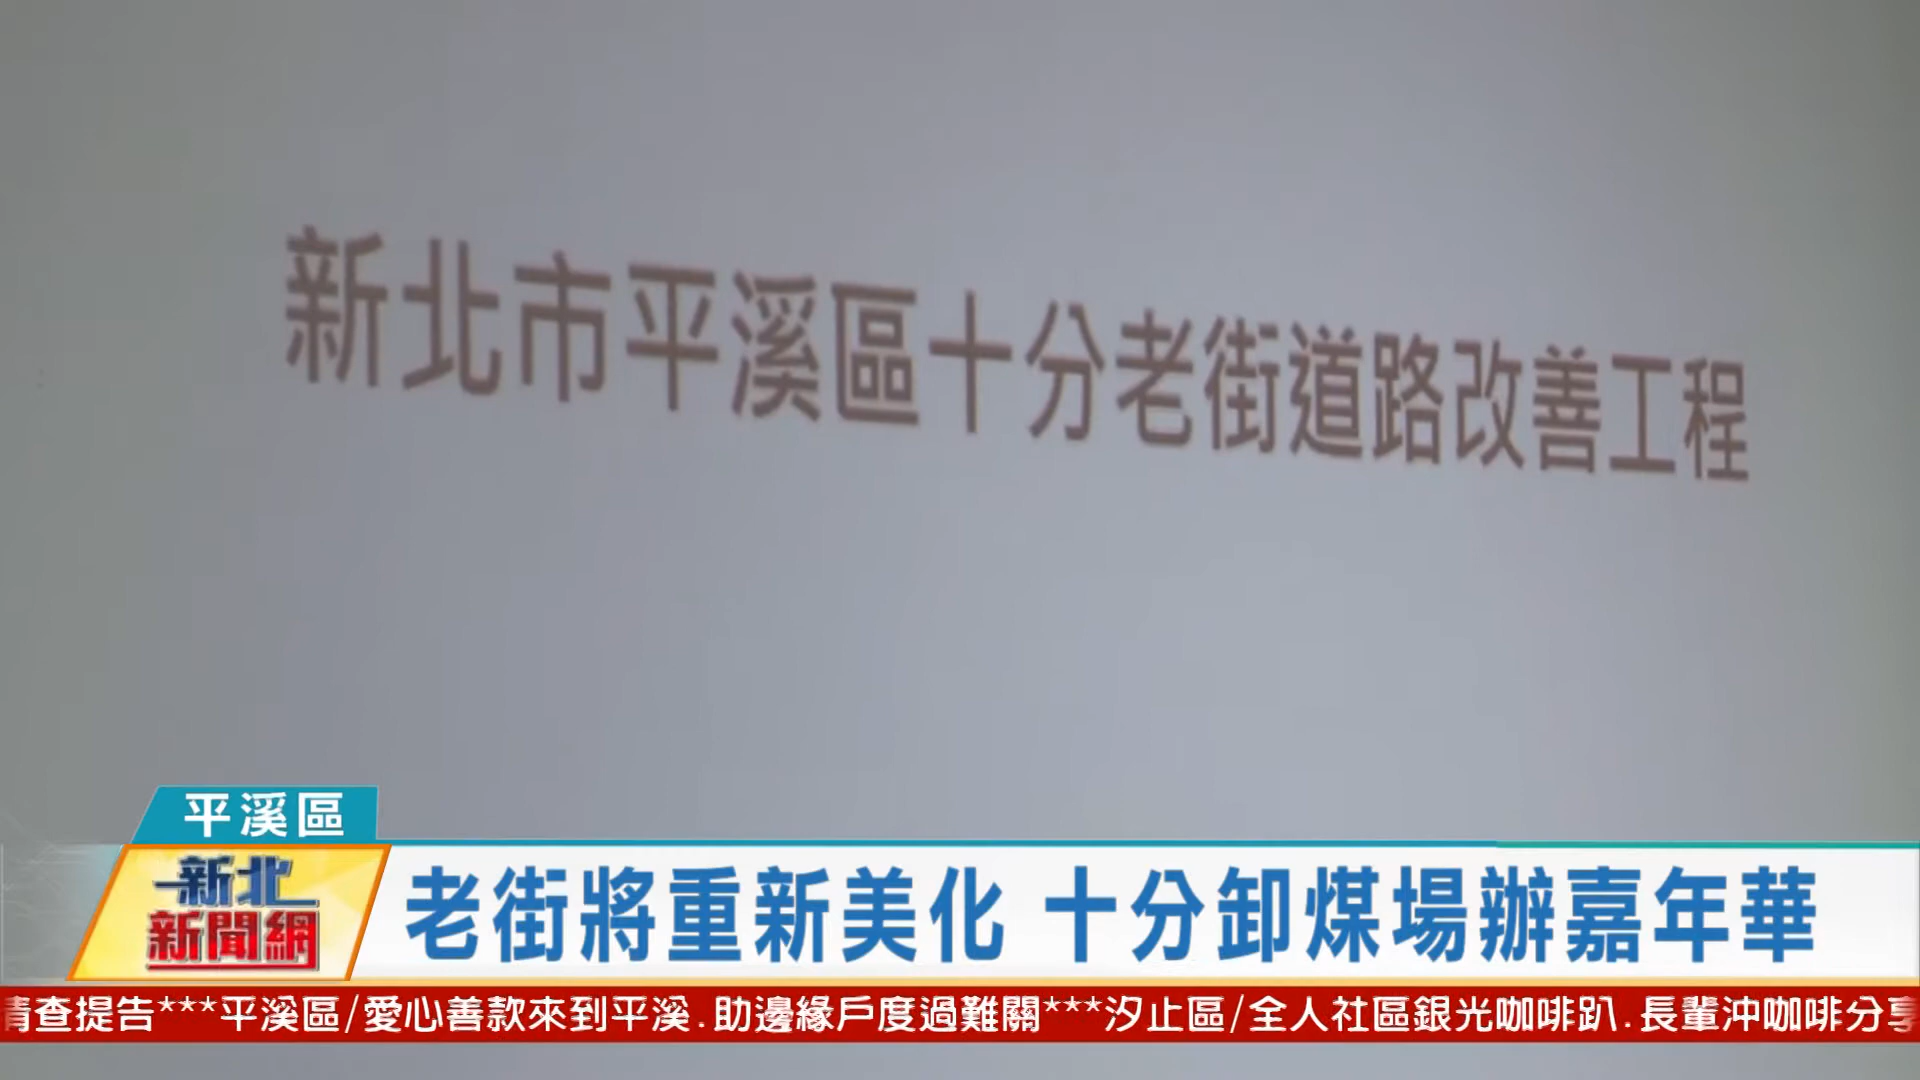 新北市平溪區十分老街道路改善工程
平溪區
新北
新聞網
老街將重新美化 十分卸煤場辦嘉年華
查提告***平溪區/愛心善款來到平溪.助邊緣戶度過難關***汐止區/全人社區銀光咖啡趴.長輩沖咖啡分享